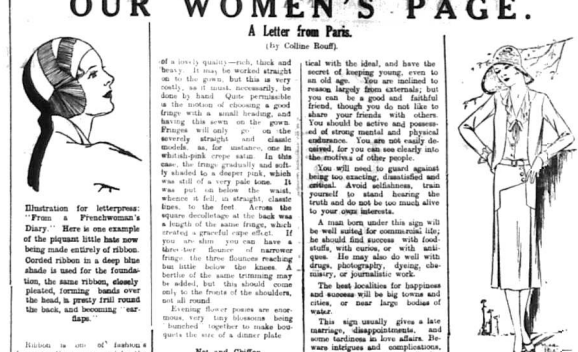 OUR WOMEN'S PAGE.
A Letter from Paris.
(By Colline Rouff).
Illustration for letterpress:
"From a Frenchwoman's
Diary." Here is one example
of the piquant little hats now
being made entirely of ribbon.
Corded ribbon in a deep blue
shade is used for the founda-
tion, the same ribbon, closely
pleated, forming bands over
the head, is pretty frill round
the back, and becoming "ear-
flaps."
Ribbon is one of fashion's
of a lovely quality—rich, thick and
heavy. It may be worked straight
on to the gown, but this is very
costly, as it must, necessarily, be
done by hand Quite permissible
is the notion of choosing a good
fringe with a small heading, and
having this sewn on the gown.
Fringes will only go on the
severely straight and classic
models, as, for instance, one in
whitish-pink crepe satin. In this
case, the fringe gradually and soft-
ly shaded to a deeper pink, which
was still of a very pale tone. It
was put on below the waist,
whence it fell, in straight, classic
lines, to the feet Across the
square decolletage at the back was
a length of the same fringe, which
created a graceful cape effect. If
you are slim you can have a
three-tier flounce of narrower
fringe, the three flounces reaching
but little below the knees. A
berthe of the same trimming may
be added, but this should come
only to the fronts of the shoulders,
not all round
Evening flower posies are enor-
mous, very tiny blossoms being
"bunched" together to make bou-
quets the size of a dinner plate
Net and Chiffon
tical with the ideal, and have the
secret of keeping young, even to
an old age. You are inclined to
reason largely from externals; but
you can be a good and faithful
friend, though you do not like to
share your friends with others.
You should be active and possess-
ed of strong mental and physical
endurance. You are not easily de-
ceived, for you can see clearly into
the motives of other people.
You will need to guard against
being too exacting, dissatisfied and
critical. Avoid selfishness, train
yourself to stand hearing the
truth and do not be too much alive
to your own interests.
A man born under this sign will
be well suited for commercial life;
he should find success with food-
stuffs, with curios, or with anti-
ques. He may also do well with
drugs, photography, dyeing, che-
mistry, or journalistic work.
The best localities for happiness
and success will be big towns and
cities, or near large bodies of
water.
This sign usually gives a late
marriage, disappointments, and
some tardiness in love affairs. Be-
ware intrigues and complications,